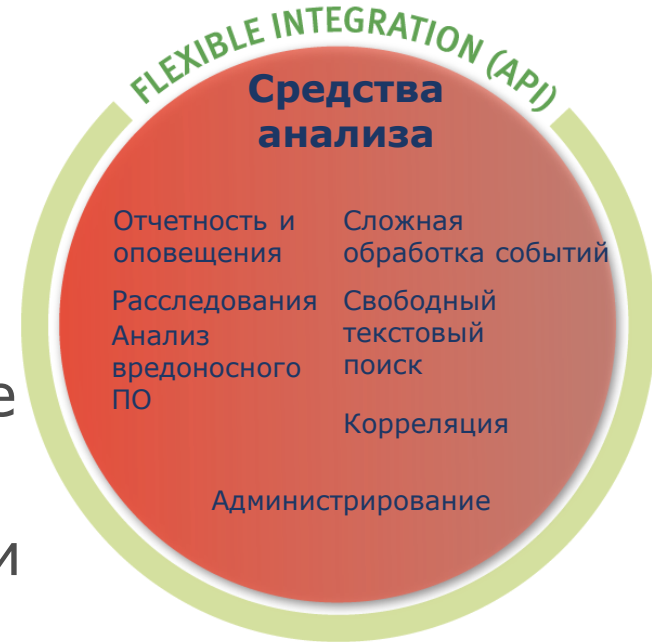 FLEXIBLE INTEGRATION (API)
Средства
анализа
Отчетность и
оповещения
Расследования
Анализ
вредоносного
ПО
Сложная
обработка событий
Свободный
текстовый
поиск
Корреляция
Администрирование
е
и